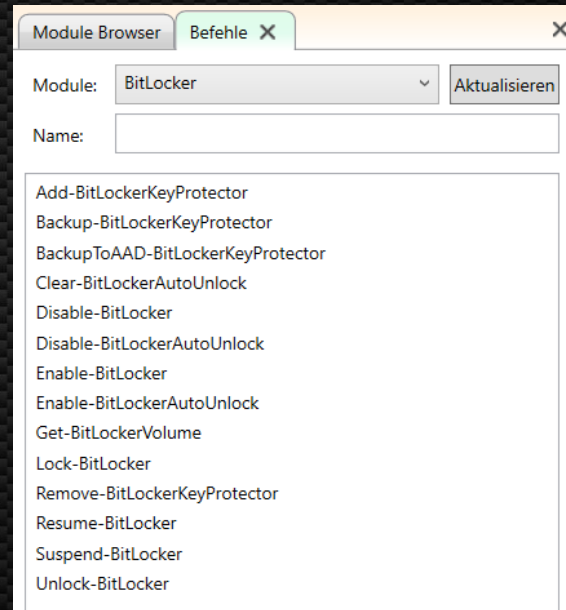 Module Browser Befehle
Module: BitLocker Aktualisieren
Name:
Add-BitLockerKeyProtector
Backup-BitLockerKeyProtector
BackupToAAD-BitLockerKeyProtector
Clear-BitLockerAutoUnlock
Disable-BitLocker
Disable-BitLockerAutoUnlock
Enable-BitLocker
Enable-BitLockerAutoUnlock
Get-BitLockerVolume
Lock-BitLocker
Remove-BitLockerKeyProtector
Resume-BitLocker
Suspend-BitLocker
Unlock-BitLocker